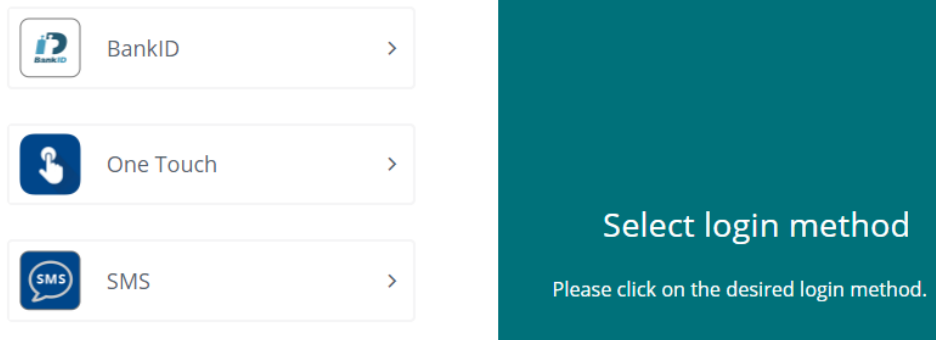 BankID
BankID
One Touch
SMS
SMS
Select login method
Please click on the desired login method.